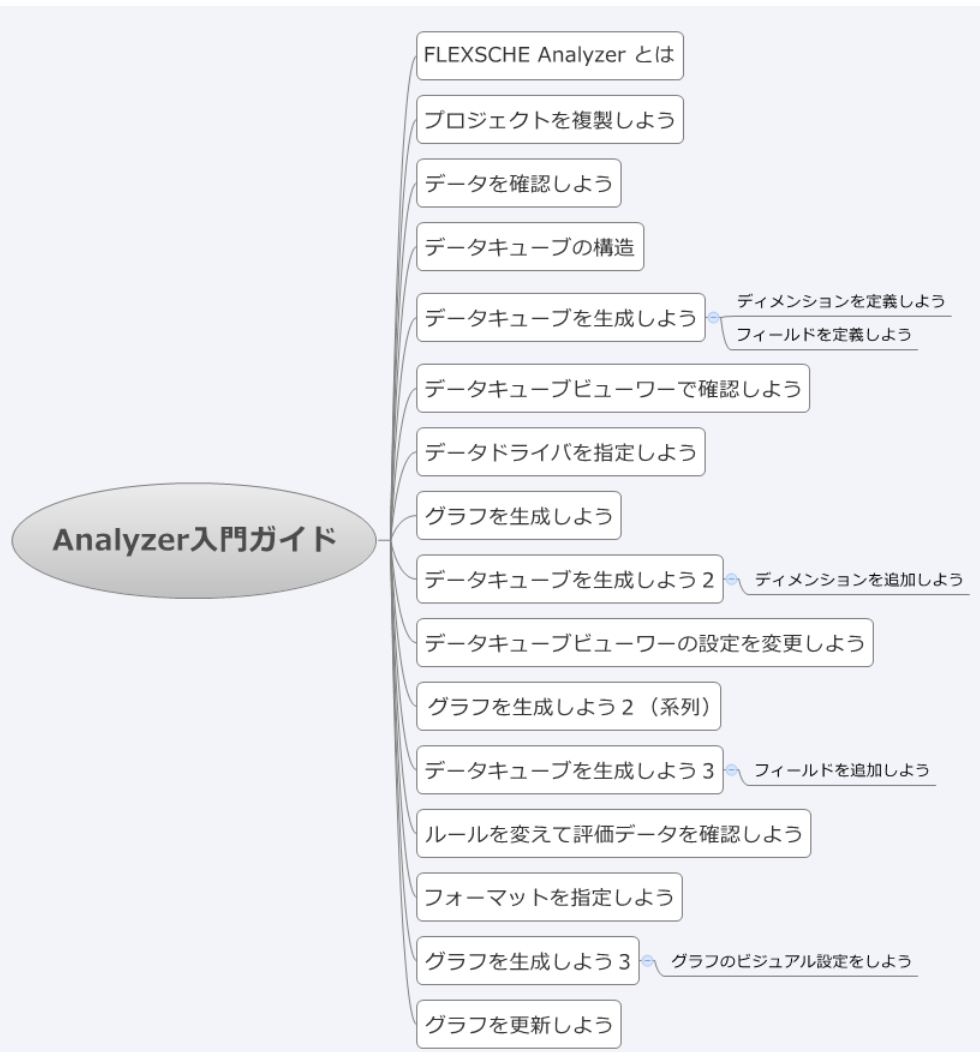 FLEXSCHE Analyzer とは
プロジェクトを複製しよう
データを確認しよう
データキューブの構造
データキューブを生成しよう
ディメンションを定義しよう
フィールドを定義しよう
データキューブビューワーで確認しよう
データドライバを指定しよう
グラフを生成しよう
Analyzer入門ガイド
データキューブを生成しよう２
ディメンションを追加しよう
データキューブビューワーの設定を変更しよう
グラフを生成しよう２（系列）
データキューブを生成しよう３
フィールドを追加しよう
ルールを変えて評価データを確認しよう
フォーマットを指定しよう
グラフを生成しよう３
グラフのビジュアル設定をしよう
グラフを更新しよう